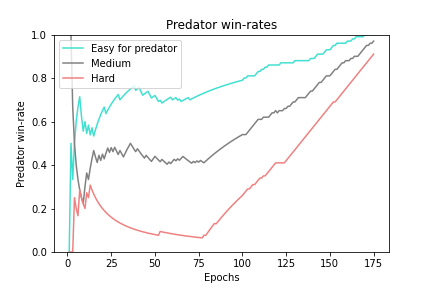 Predator win-rates
Easy for predator
Medium
Hard
Predator win-rate
1.0
0.8
0.6
0.4
0.2
0.0
0 25 50 75 100 125 150 175
Epochs